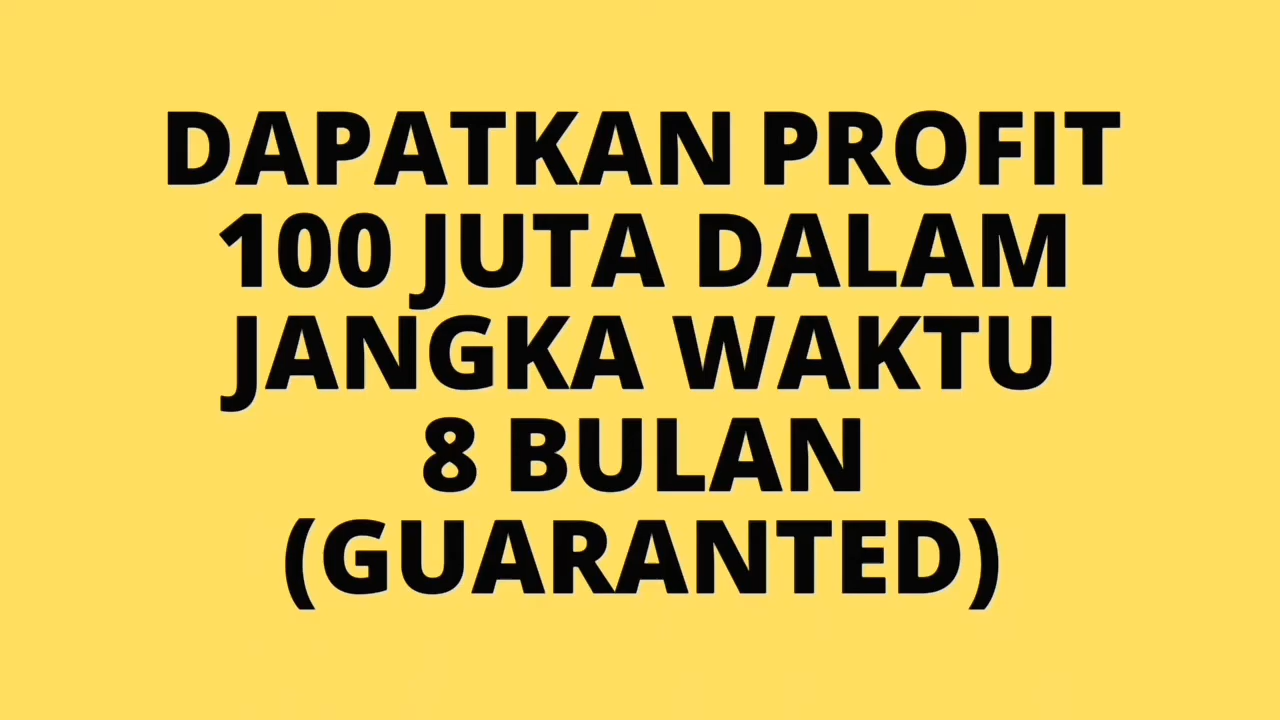 DAPATKAN PROFIT
100 JUTA DALAM
JANGKA WAKTU
8 BULAN
(GUARANTED)